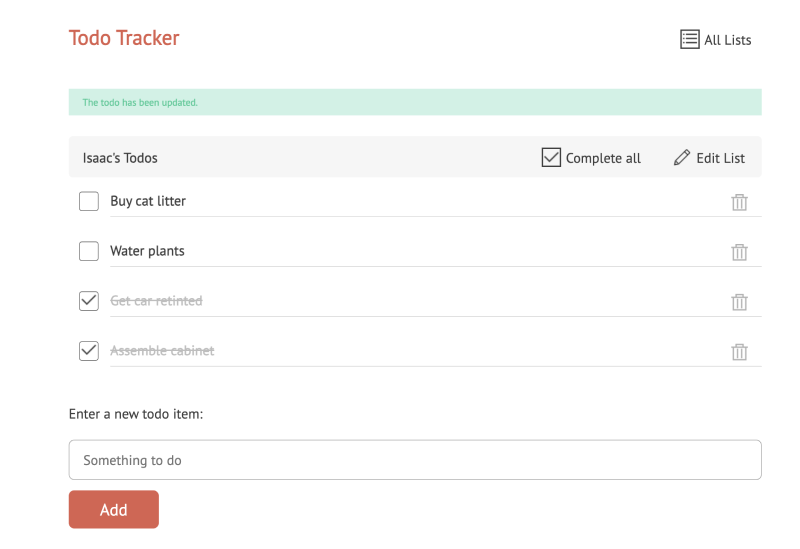 Todo Tracker
All Lists
The todo has been updated.
Isaac's Todos
Complete all
Edit List
Buy cat litter
Water plants
Get car retinted
Assemble cabinet
Enter a new todo item:
Something to do
Add